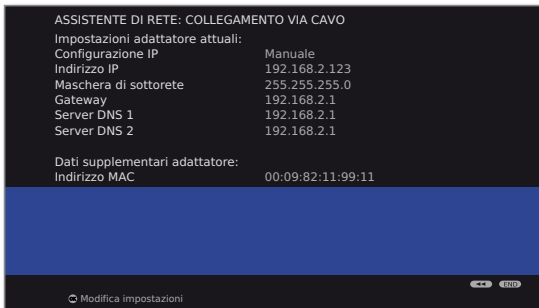 ASSISTENTE DI RETE: COLLEGAMENTO VIA CAVO
Impostazioni adattatore attuali:
Configurazione IP Manuale
Indirizzo IP 192.168.2.123
Maschera di sottorete 255.255.255.0
Gateway 192.168.2.1
Server DNS 1 192.168.2.1
Server DNS 2 192.168.2.1
Dati supplementari adattatore:
Indirizzo MAC 00:09:82:11:99:11
END
OK Modifica impostazioni